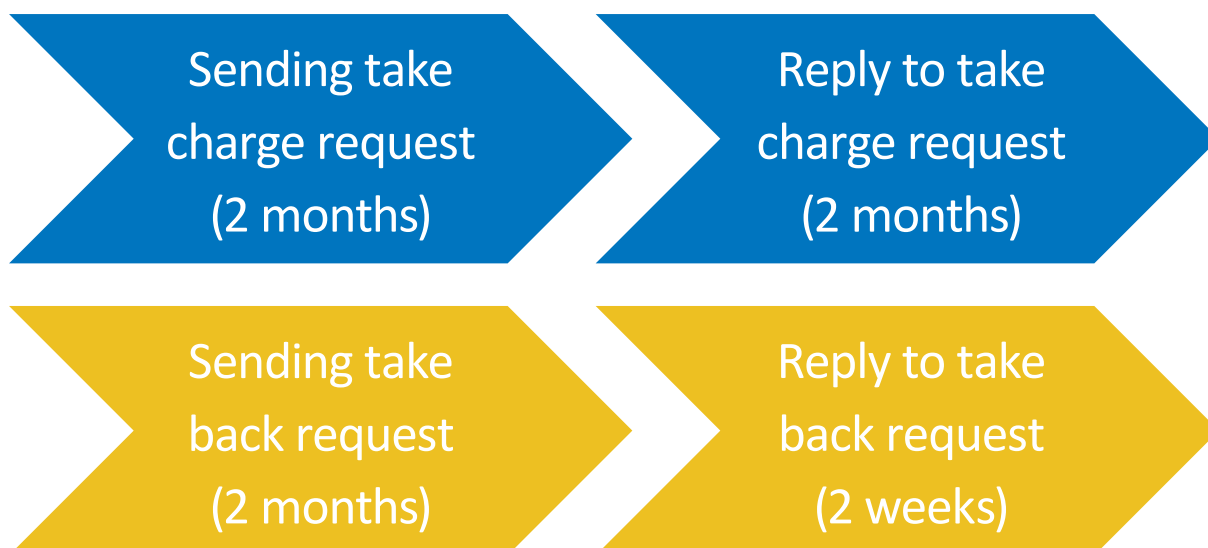 Sending take
charge request
(2 months)
Reply to take
charge request
(2 months)
Sending take
back request
(2 months)
Reply to take
back request
(2 weeks)